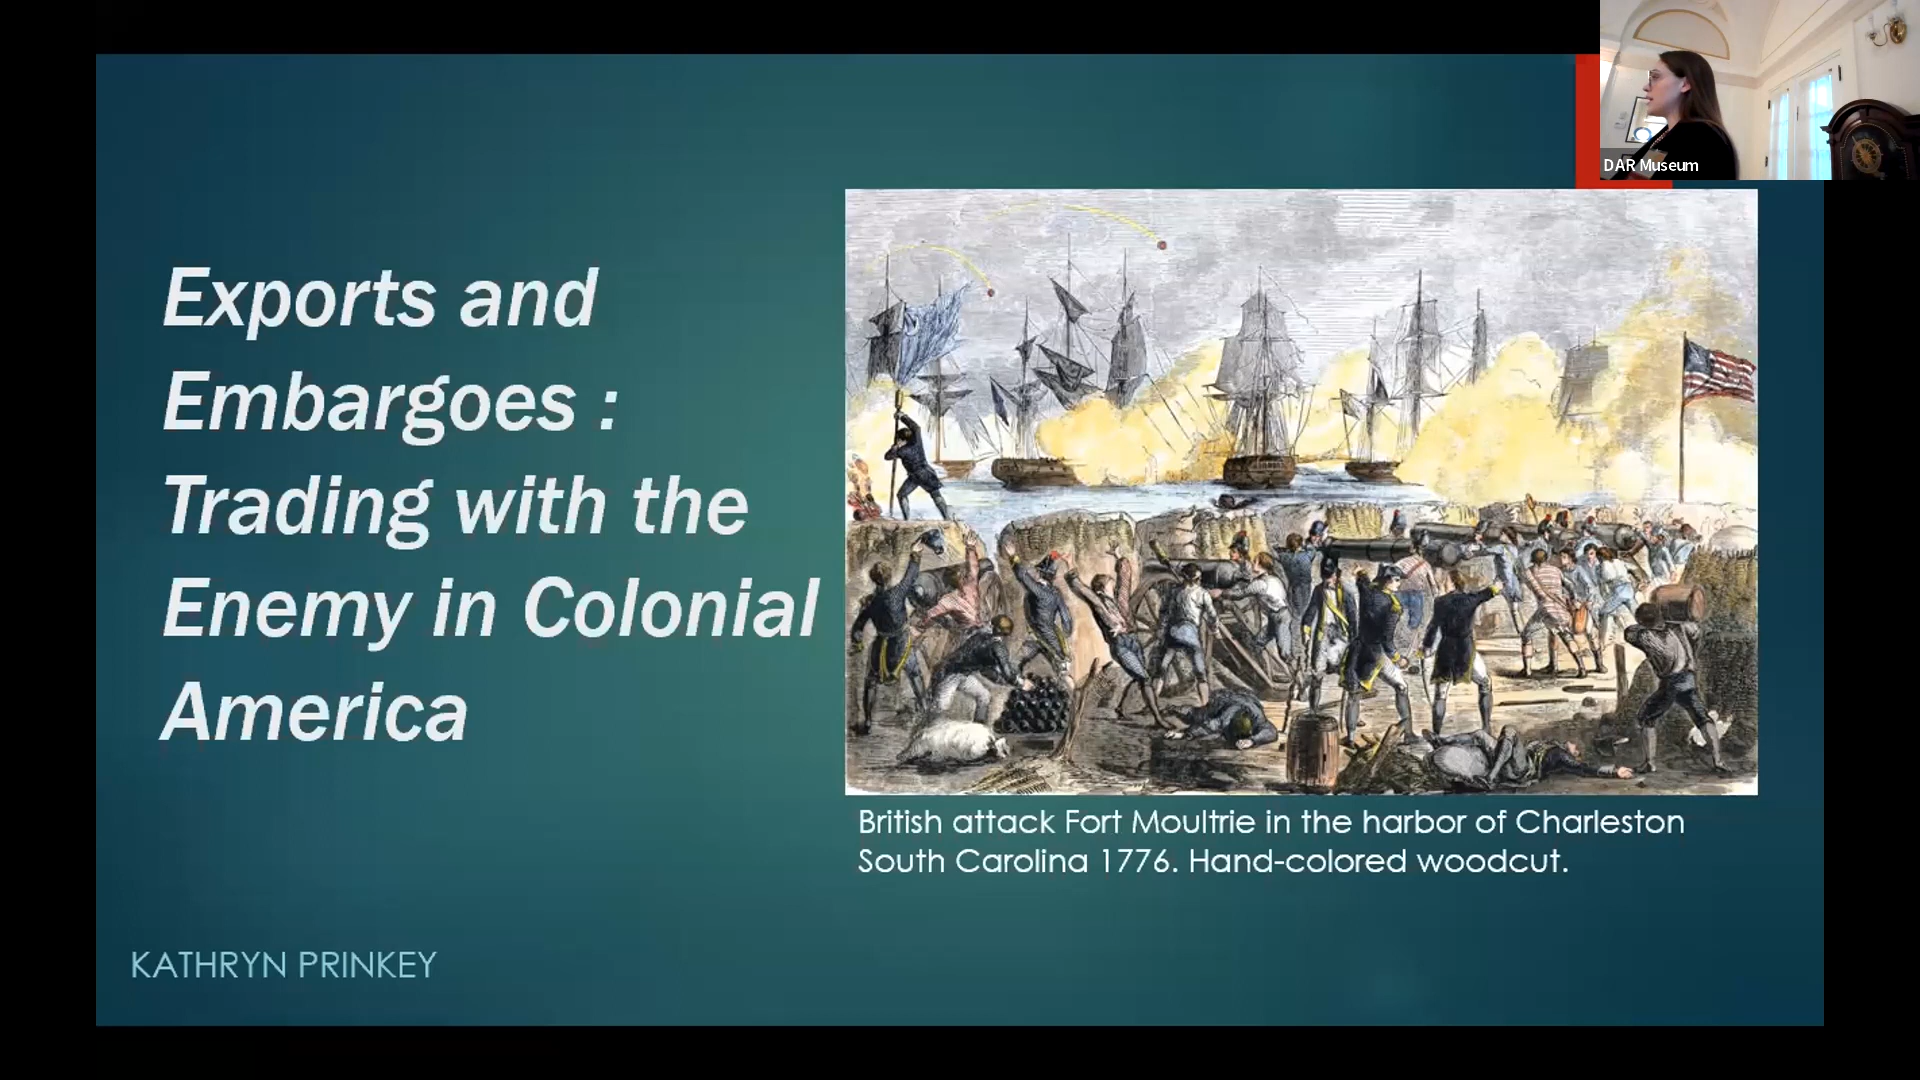 DAR Museum
Exports and
Embargoes :
Trading with the
Enemy in Colonial
America
British attack Fort Moultrie in the harbor of Charleston
South Carolina 1776. Hand-colored woodcut.
KATHRYN PRINKEY